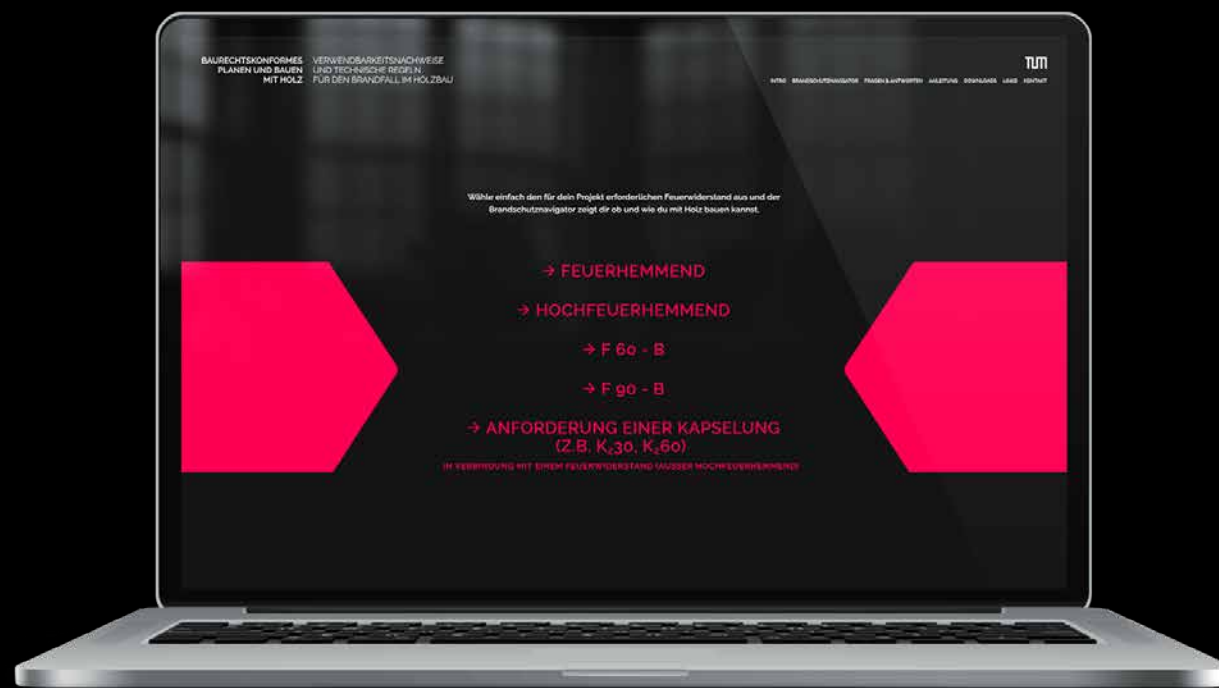 BAURECHTSKONFORMES
PLANEN UND BAUEN
MIT HOLZ
VERWENDBARKEITSNACHWEISE
UND TECHNISCHE REGELN
FÜR DEN BRANDFALL IM HOLZBAU
TUM
INTRO BRANDSCHUTZNAVIGATOR FRAGEN & ANTWORTEN ANLEITUNG DOWNLOADS LINKS KONTAKT
Wähle einfach den für dein Projekt erforderlichen Feuerwiderstand aus und der
Brandschutznavigator zeigt dir ob und wie du mit Holz bauen kannst.
→ FEUERHEMMEND
→ HOCHFEUERHEMMEND
→ F 60 - B
→ F 90 - B
→ ANFORDERUNG EINER KAPSELUNG
(Z.B. K₂30, K₂60)
IN VERBINDUNG MIT EINEM FEUERWIDERSTAND (AUSSER HOCHFEUERHEMMEND)